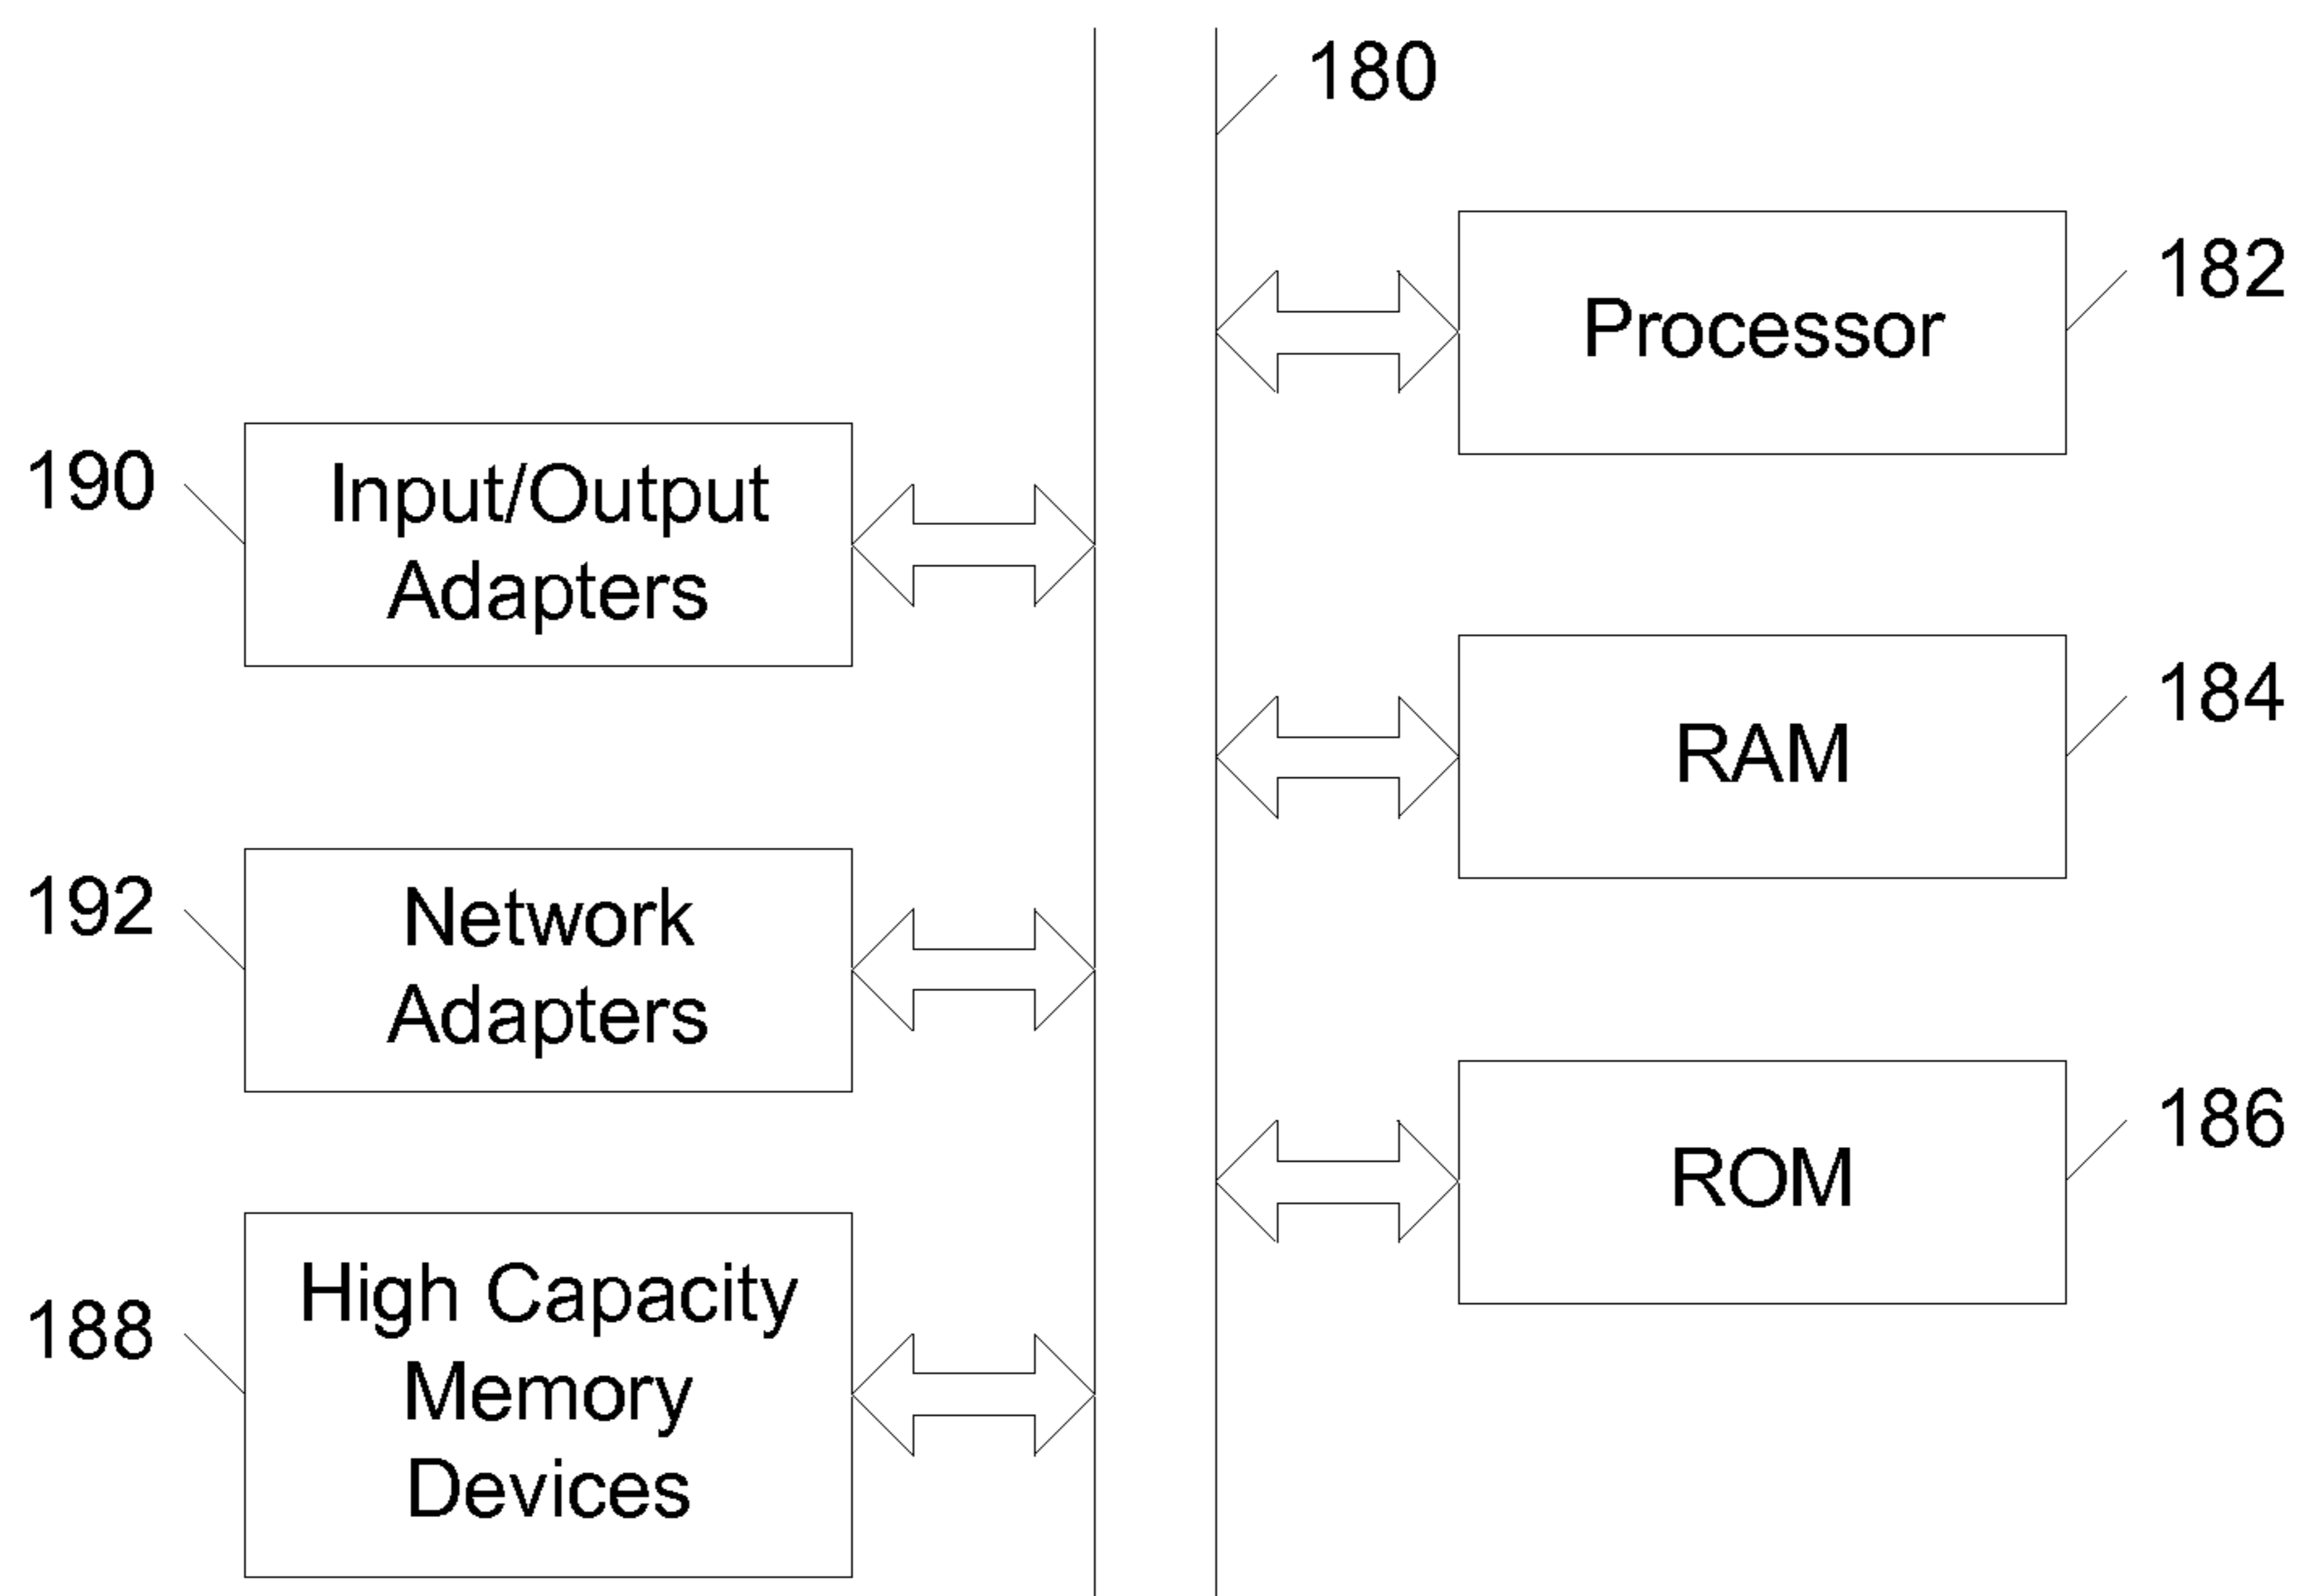 180
182
Processor
190
Input/Output
Adapters
184
RAM
192
Network
Adapters
186
ROM
188
High Capacity
Memory
Devices